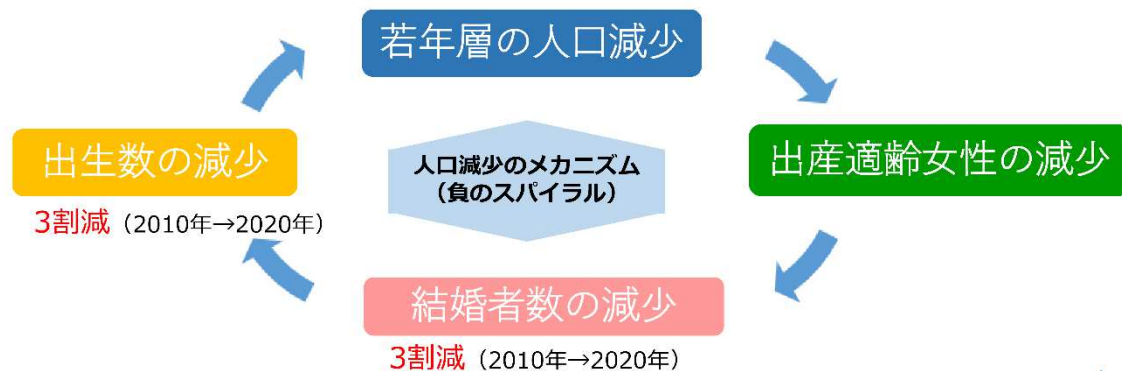 若年層の人口減少
出生数の減少
3割減（2010年→2020年）
人口減少のメカニズム
（負のスパイラル）
出産適齢女性の減少
結婚者数の減少
3割減（2010年→2020年）